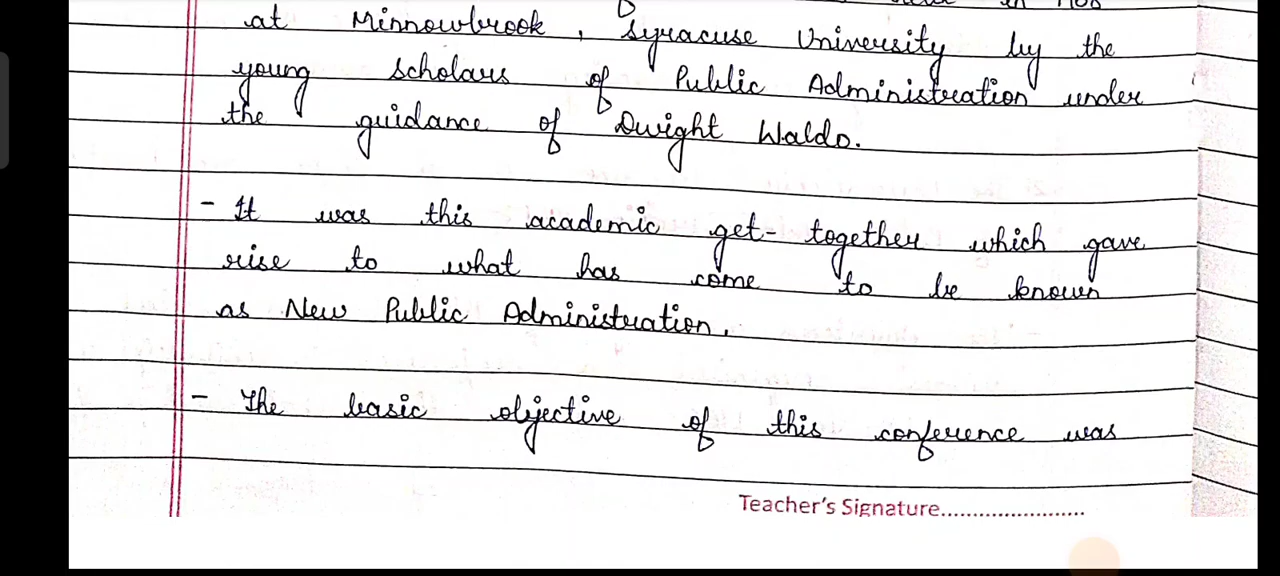 at Minnowbrook, Syracuse University by the
young scholars of Public Administration under
the guidance of Dwight Waldo.
- It was this academic get-together which gave
rise to what has come to be known
as New Public Administration.
- The basic objective of this conference was
Teacher's Signature........................